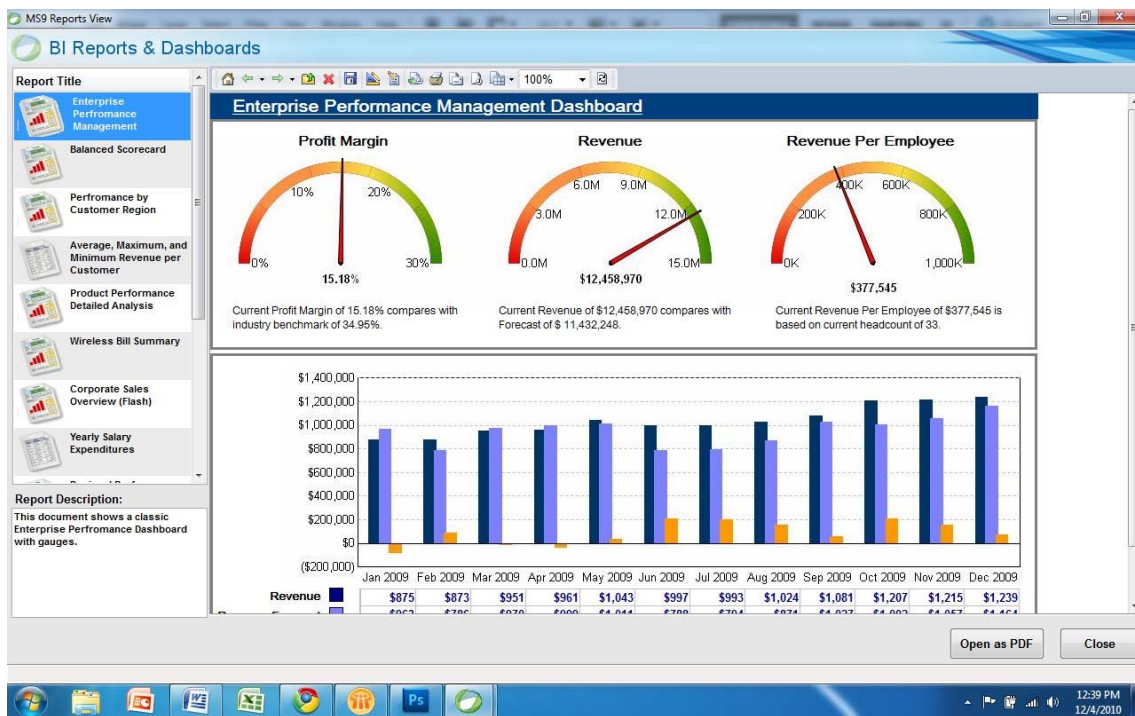 MS9 Reports View
BI Reports & Dashboards
Report Title
Enterprise
Perfromance
Management
Balanced Scorecard
Perfromance by
Customer Region
Average, Maximum, and
Minimum Revenue per
Customer
Product Performance
Detailed Analysis
Wireless Bill Summary
Corporate Sales
Overview (Flash)
Yearly Salary
Expenditures
Report Description:
This document shows a classic
Enterprise Perfromance Dashboard
with gauges.
100%
Enterprise Performance Management Dashboard
Profit Margin
10% 20%
0% 30%
15.18%
Current Profit Margin of 15.18% compares with
industry benchmark of 34.95%.
Revenue
6.0M 9.0M
3.0M 12.0M
0.0M 15.0M
$12,458,970
Current Revenue of $12,458,970 compares with
Forecast of $ 11,432,248.
Revenue Per Employee
400K 600K
200K 800K
0K 1,000K
$377,545
Current Revenue Per Employee of $377,545 is
based on current headcount of 33.
$1,400,000
$1,200,000
$1,000,000
$800,000
$600,000
$400,000
$200,000
$0
($200,000)
Jan 2009 Feb 2009 Mar 2009 Apr 2009 May 2009 Jun 2009 Jul 2009 Aug 2009 Sep 2009 Oct 2009 Nov 2009 Dec 2009
Revenue $875 $873 $951 $961 $1,043 $997 $993 $1,024 $1,081 $1,207 $1,215 $1,239
Open as PDF
Close
Ps
12:39 PM
12/4/2010